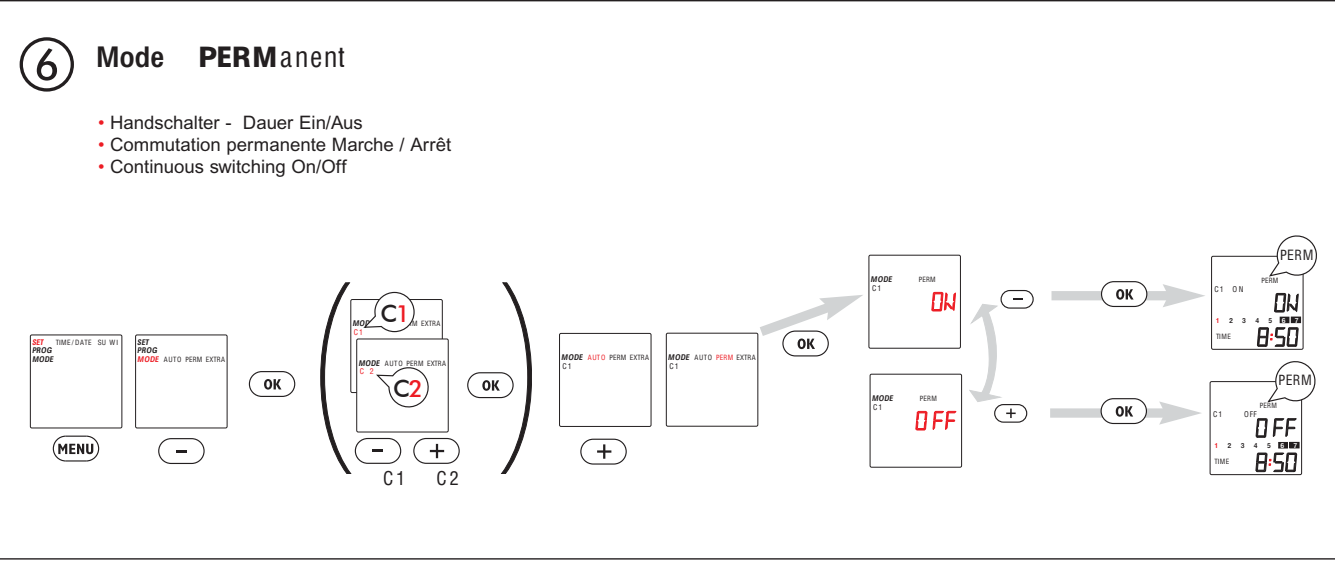 6 Mode PERManent
• Handschalter - Dauer Ein/Aus
• Commutation permanente Marche / Arrêt
• Continuous switching On/Off
SET TIME/DATE SU WI
PROG
MODE
MENU
SET
PROG
MODE AUTO PERM EXTRA
−
OK
C1
MOD RM EXTRA
C1
MODE AUTO PERM EXTRA
C 2
C2
OK
− +
C1 C2
MODE AUTO PERM EXTRA
C1
+
MODE AUTO PERM EXTRA
C1
OK
MODE PERM
C1
ON
−
OK
PERM
PERM
C1 ON
ON
1 2 3 4 5 6 7
TIME 8:50
MODE PERM
C1
OFF
+
OK
PERM
PERM
C1 OFF
OFF
1 2 3 4 5 6 7
TIME 8:50